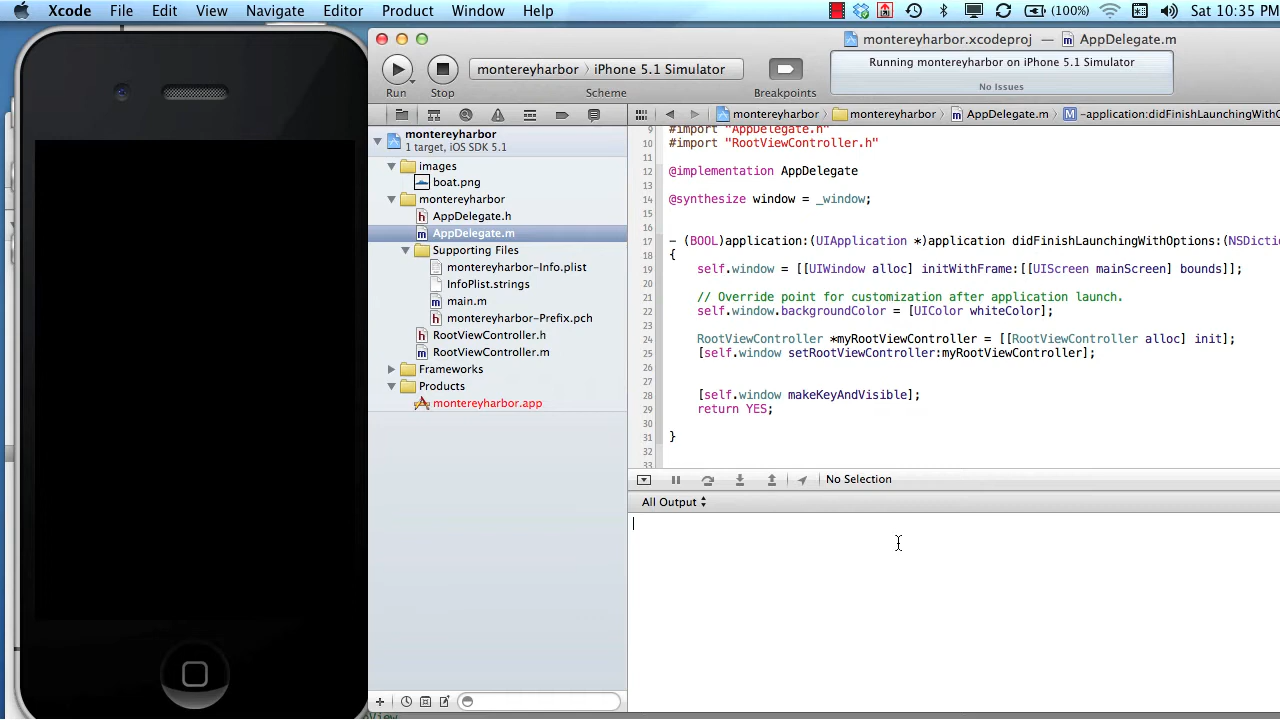 Xcode File Edit View Navigate Editor Product Window Help (100%) Sat 10:35 PM
montereyharbor.xcodeproj — AppDelegate.m
montereyharbor > iPhone 5.1 Simulator
Running montereyharbor on iPhone 5.1 Simulator
No Issues
Run Stop Scheme Breakpoints
montereyharbor montereyharbor AppDelegate.m M -application:didFinishLaunchingWithO
montereyharbor
1 target, iOS SDK 5.1
images
boat.png
montereyharbor
h AppDelegate.h
m AppDelegate.m
Supporting Files
montereyharbor-Info.plist
InfoPlist.strings
m main.m
h montereyharbor-Prefix.pch
h RootViewController.h
m RootViewController.m
Frameworks
Products
montereyharbor.app
9 #import "AppDelegate.h"
10 #import "RootViewController.h"
11
12 @implementation AppDelegate
13
14 @synthesize window = _window;
15
16
17 - (BOOL)application:(UIApplication *)application didFinishLaunchingWithOptions:(NSDictio
18 {
19 self.window = [[UIWindow alloc] initWithFrame:[[UIScreen mainScreen] bounds]];
20
21 // Override point for customization after application launch.
22 self.window.backgroundColor = [UIColor whiteColor];
23
24 RootViewController *myRootViewController = [[RootViewController alloc] init];
25 [self.window setRootViewController:myRootViewController];
26
27
28 [self.window makeKeyAndVisible];
29 return YES;
30
31 }
32
33
No Selection
All Output